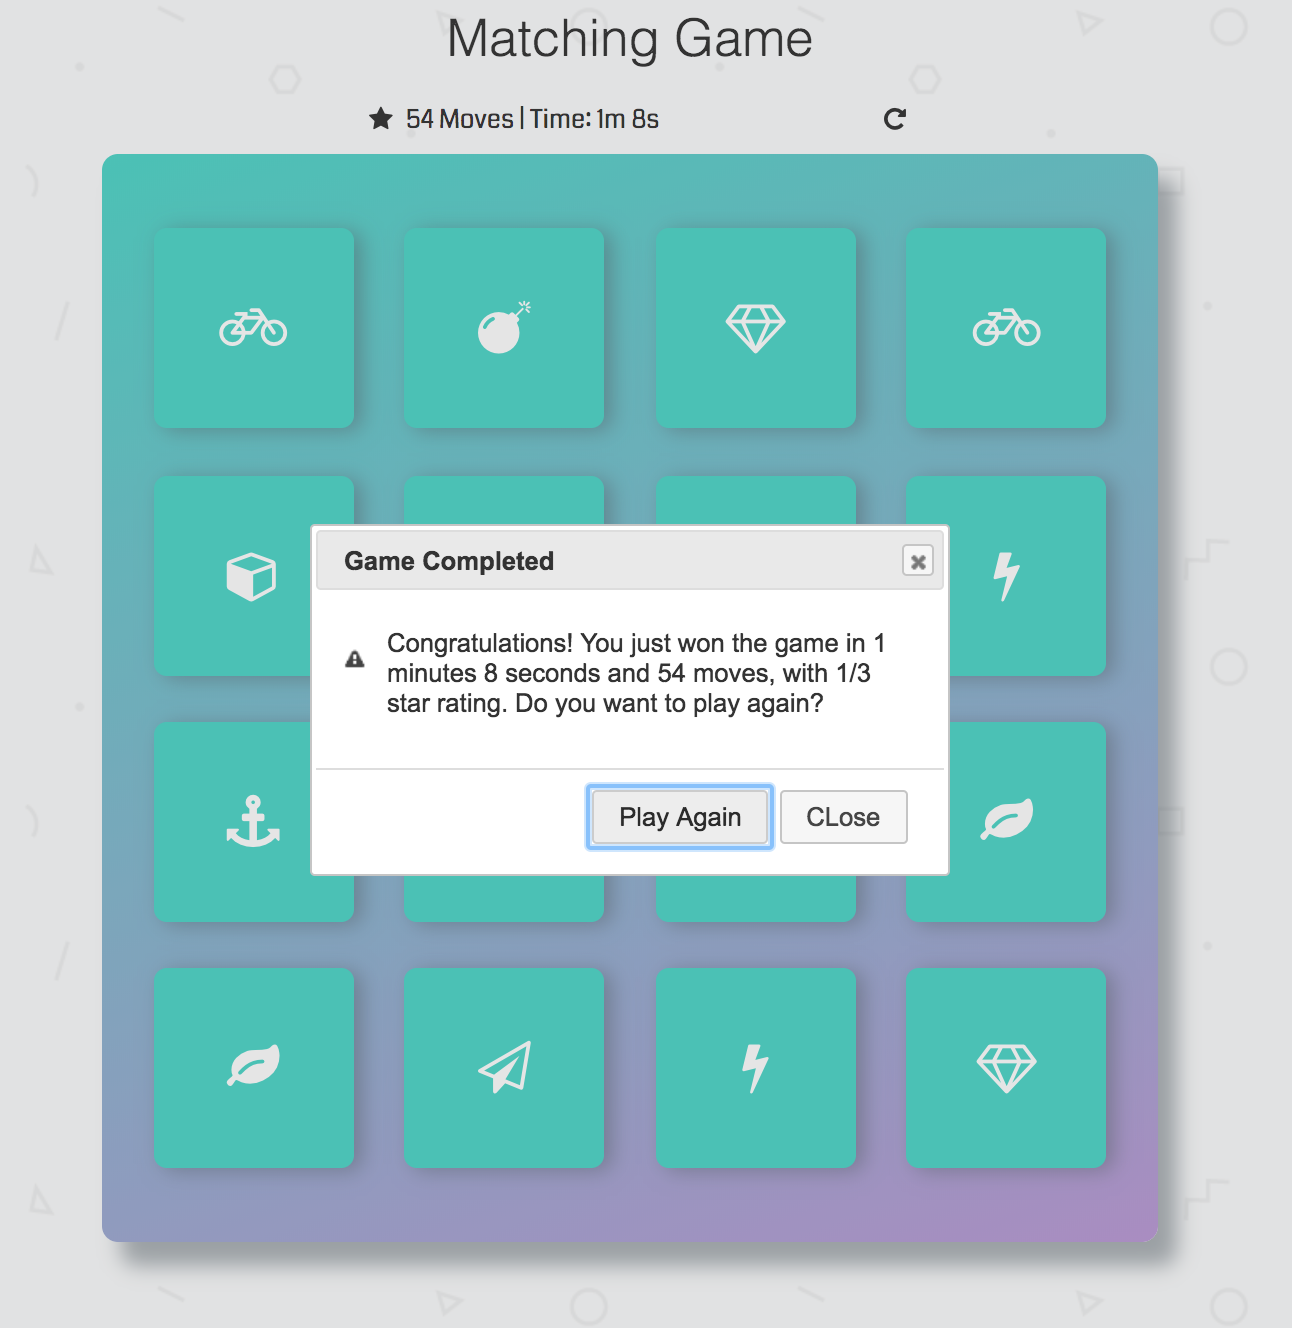 Matching Game
54 Moves | Time: 1m 8s
Game Completed
Congratulations! You just won the game in 1
minutes 8 seconds and 54 moves, with 1/3
star rating. Do you want to play again?
Play Again
CLose